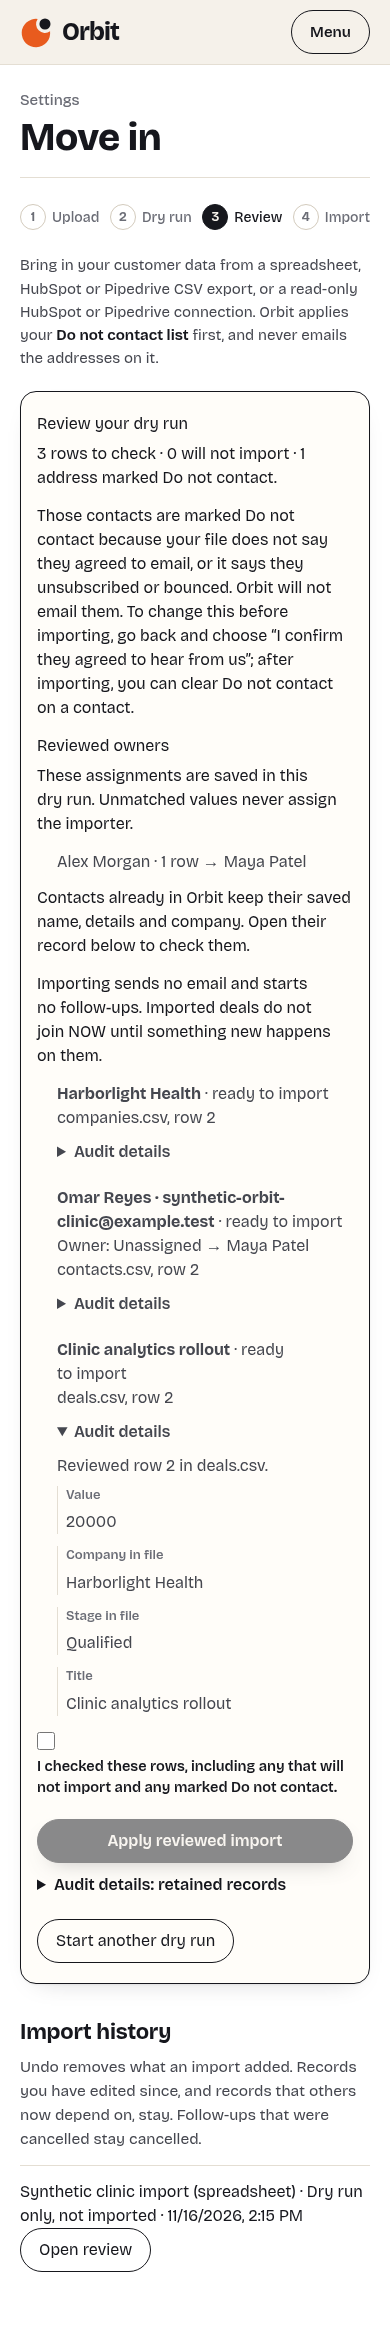 Orbit
Menu
Settings
Move in
1 Upload 2 Dry run 3 Review 4 Import
Bring in your customer data from a spreadsheet,
HubSpot or Pipedrive CSV export, or a read-only
HubSpot or Pipedrive connection. Orbit applies
your Do not contact list first, and never emails
the addresses on it.
Review your dry run
3 rows to check · 0 will not import · 1
address marked Do not contact.
Those contacts are marked Do not
contact because your file does not say
they agreed to email, or it says they
unsubscribed or bounced. Orbit will not
email them. To change this before
importing, go back and choose “I confirm
they agreed to hear from us”; after
importing, you can clear Do not contact
on a contact.
Reviewed owners
These assignments are saved in this
dry run. Unmatched values never assign
the importer.
Alex Morgan · 1 row → Maya Patel
Contacts already in Orbit keep their saved
name, details and company. Open their
record below to check them.
Importing sends no email and starts
no follow-ups. Imported deals do not
join NOW until something new happens
on them.
Harborlight Health · ready to import
companies.csv, row 2
Audit details
Omar Reyes · synthetic-orbit-
clinic@example.test · ready to import
Owner: Unassigned → Maya Patel
contacts.csv, row 2
Audit details
Clinic analytics rollout · ready
to import
deals.csv, row 2
Audit details
Reviewed row 2 in deals.csv.
Value
20000
Company in file
Harborlight Health
Stage in file
Qualified
Title
Clinic analytics rollout
I checked these rows, including any that will
not import and any marked Do not contact.
Apply reviewed import
Audit details: retained records
Start another dry run
Import history
Undo removes what an import added. Records
you have edited since, and records that others
now depend on, stay. Follow-ups that were
cancelled stay cancelled.
Synthetic clinic import (spreadsheet) · Dry run
only, not imported · 11/16/2026, 2:15 PM
Open review